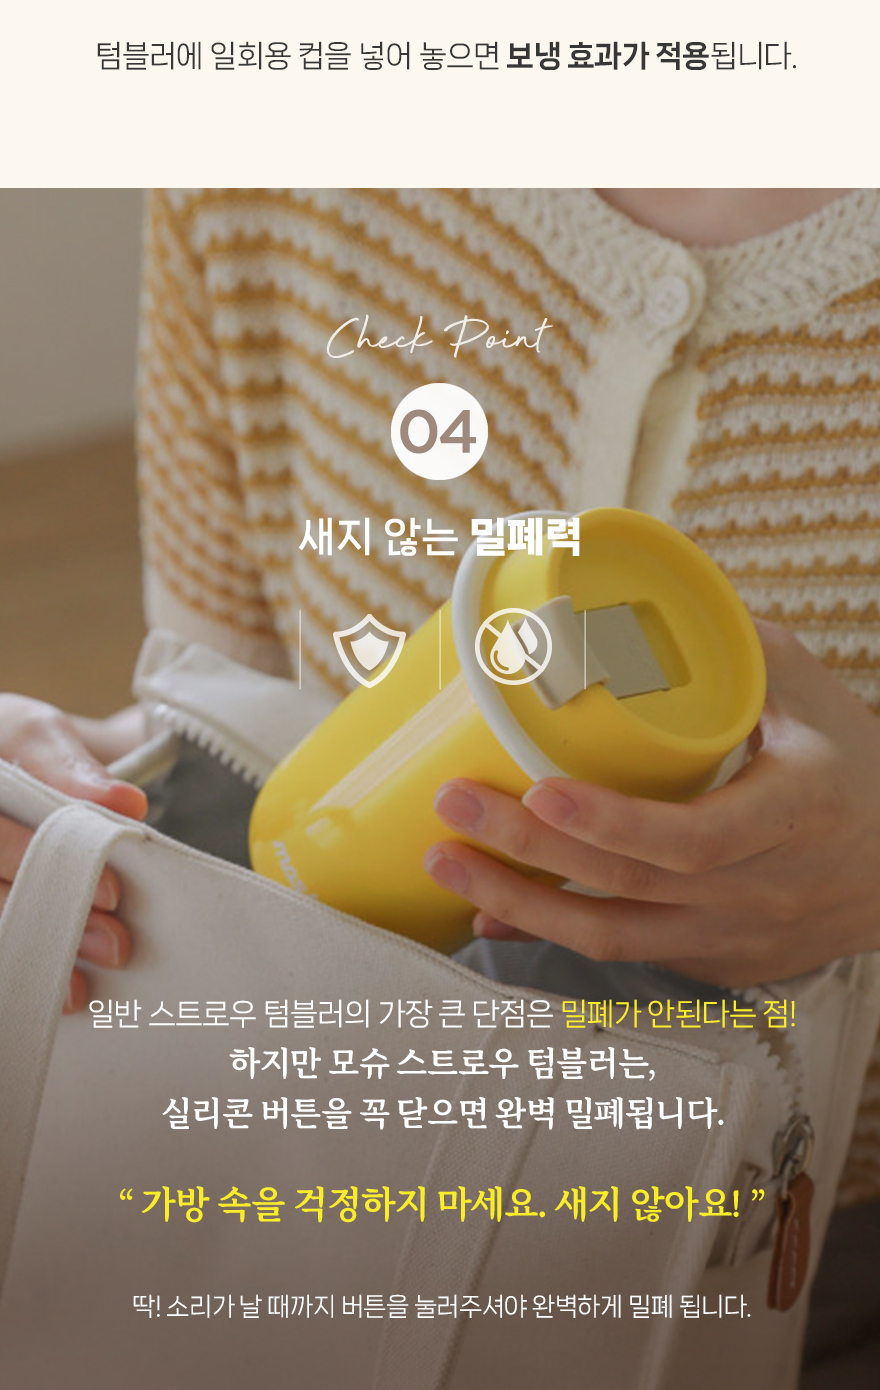 텀블러에 일회용 컵을 넣어 놓으면 보냉 효과가 적용됩니다.
Check Point
04
새지 않는 밀폐력
일반 스트로우 텀블러의 가장 큰 단점은 밀폐가 안된다는 점!
하지만 모슈 스트로우 텀블러는,
실리콘 버튼을 꼭 닫으면 완벽 밀폐됩니다.
“ 가방 속을 걱정하지 마세요. 새지 않아요! ”
딱! 소리가 날 때까지 버튼을 눌러주셔야 완벽하게 밀폐 됩니다.